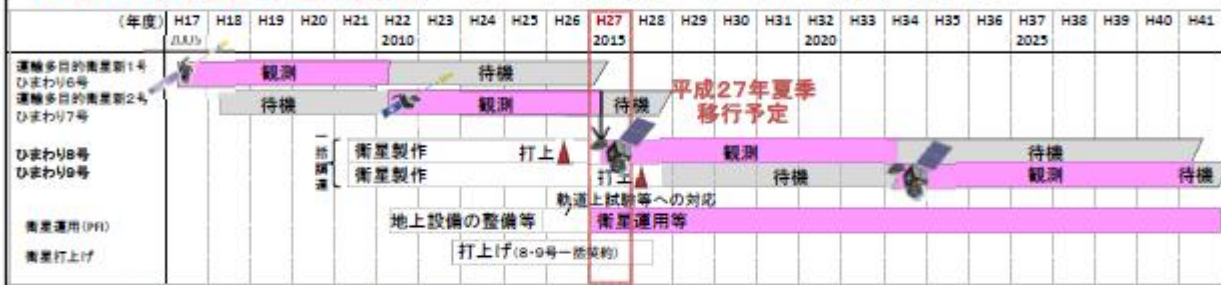 (年度) H17 H18 H19 H20 H21 H22 H23 H24 H25 H26 H27 H28 H29 H30 H31 H32 H33 H34 H35 H36 H37 H38 H39 H40 H41
2005 2010 2015 2020 2025
運輸多目的衛星新1号
ひまわり6号
観測 待機
運輸多目的衛星新2号
ひまわり7号
待機 観測 待機
平成27年夏季
移行予定
一括調達
ひまわり8号 衛星製作 打上 観測 待機
ひまわり9号 衛星製作 打上 待機 観測 待機
軌道上試験等への対応
衛星運用(PFI) 地上設備の整備等 衛星運用等
衛星打上げ 打上げ(8・9号一括契約)